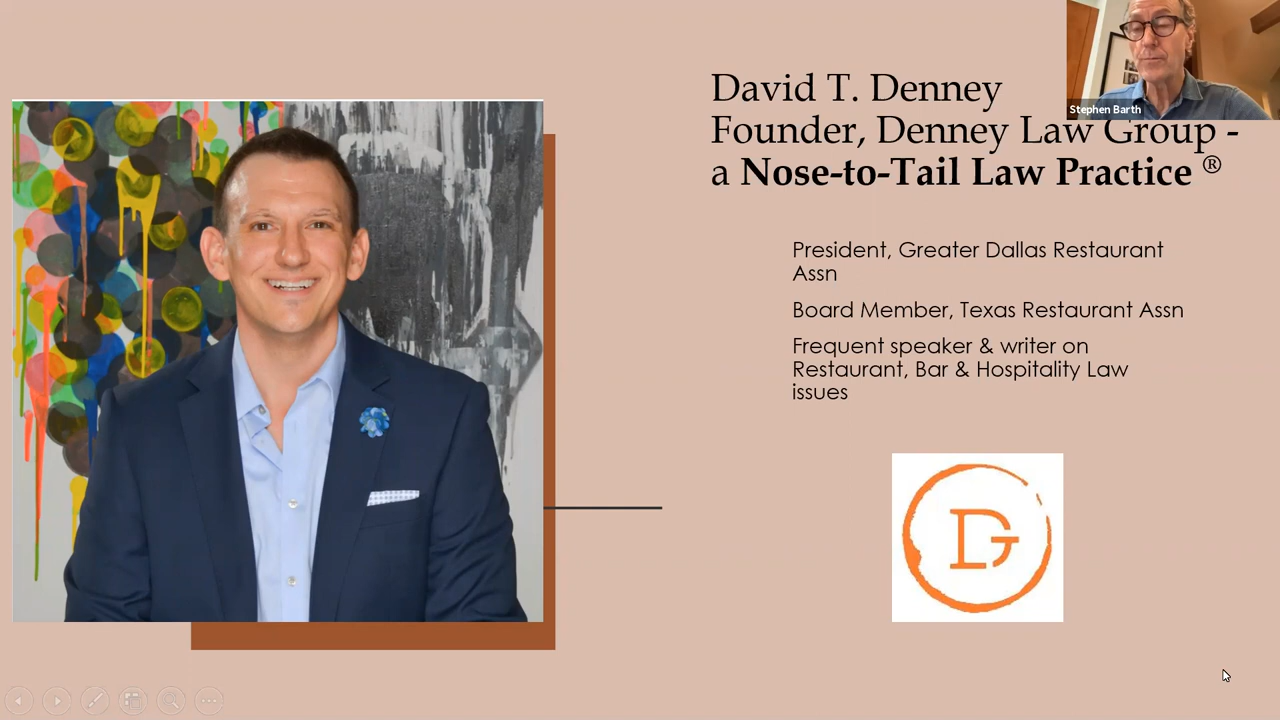 Stephen Barth
David T. Denney
Founder, Denney Law Group -
a Nose-to-Tail Law Practice ®
President, Greater Dallas Restaurant
Assn
Board Member, Texas Restaurant Assn
Frequent speaker & writer on
Restaurant, Bar & Hospitality Law
issues
DG